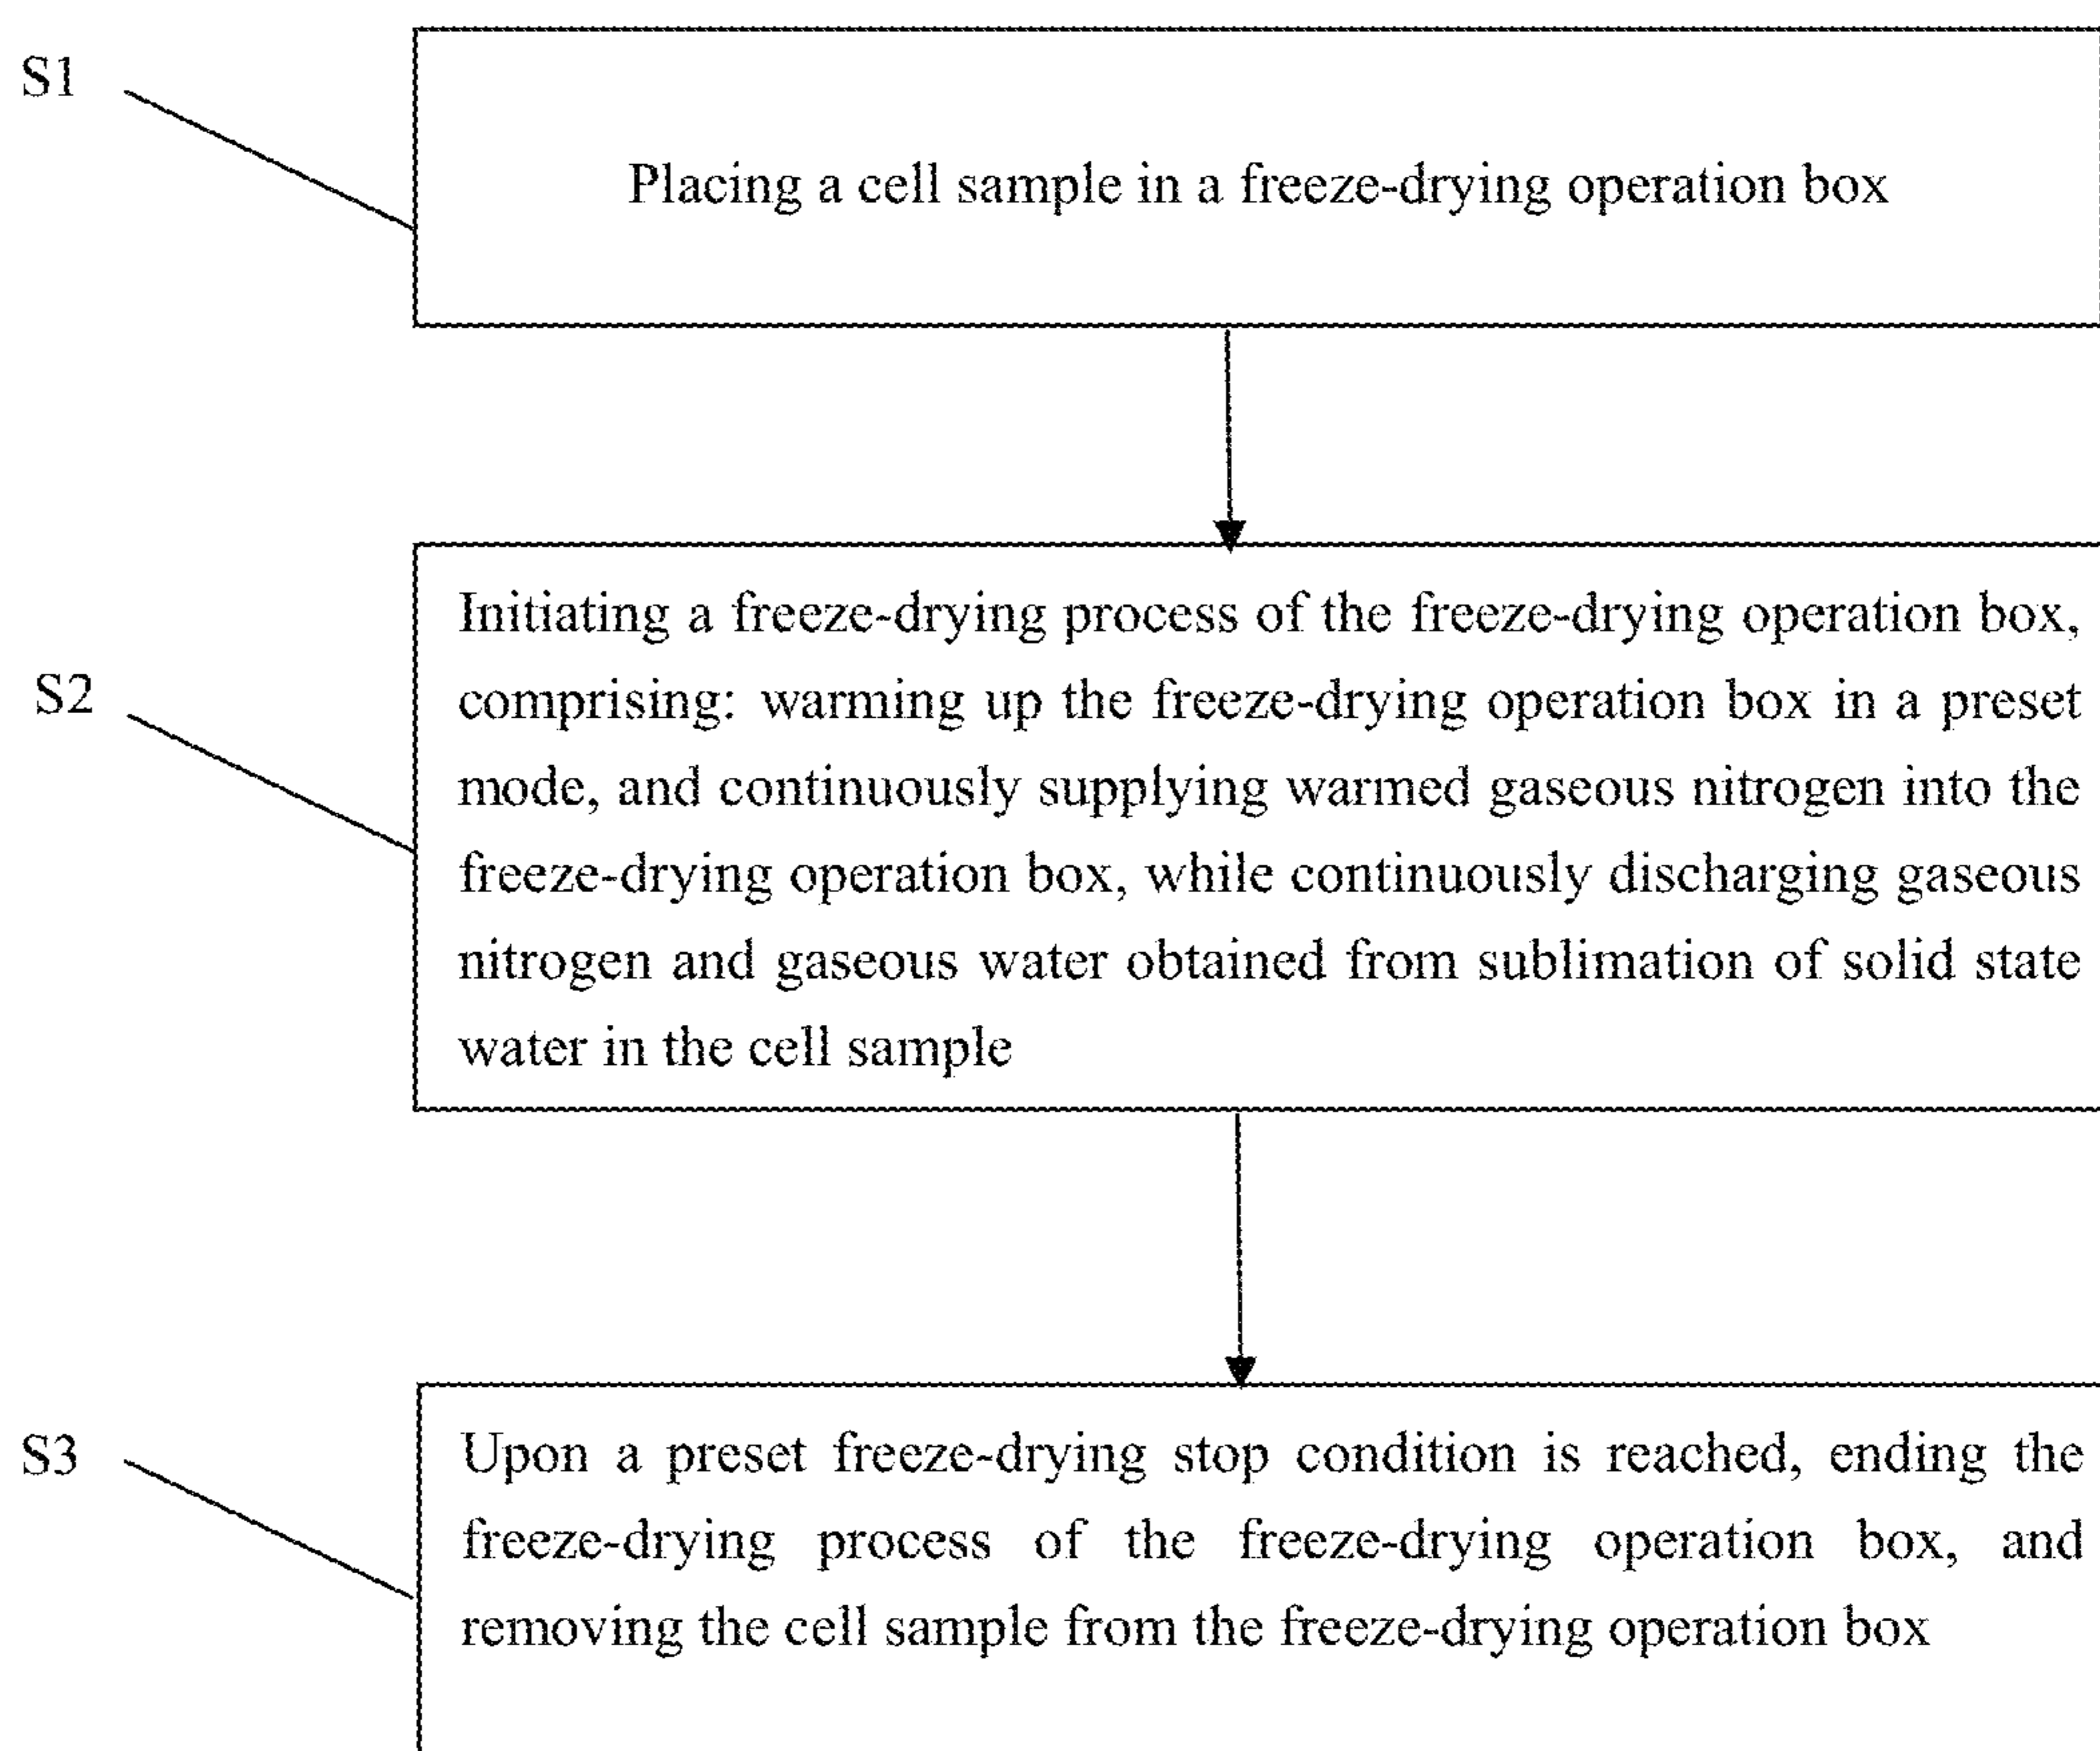 S1
Placing a cell sample in a freeze-drying operation box
S2
Initiating a freeze-drying process of the freeze-drying operation box,
comprising: warming up the freeze-drying operation box in a preset
mode, and continuously supplying warmed gaseous nitrogen into the
freeze-drying operation box, while continuously discharging gaseous
nitrogen and gaseous water obtained from sublimation of solid state
water in the cell sample
S3
Upon a preset freeze-drying stop condition is reached, ending the
freeze-drying process of the freeze-drying operation box, and
removing the cell sample from the freeze-drying operation box